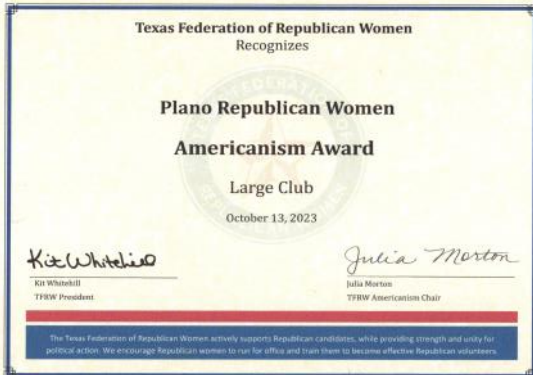 Texas Federation of Republican Women
Recognizes
Plano Republican Women
Americanism Award
Large Club
October 13, 2023
Kit Whitehill
Julia Morton
Kit Whitehill
TFRW President
Julia Morton
TFRW Americanism Chair
The Texas Federation of Republican Women actively supports Republican candidates, while providing strength and unity for
political action. We encourage Republican women to run for office and train them to become effective Republican volunteers.